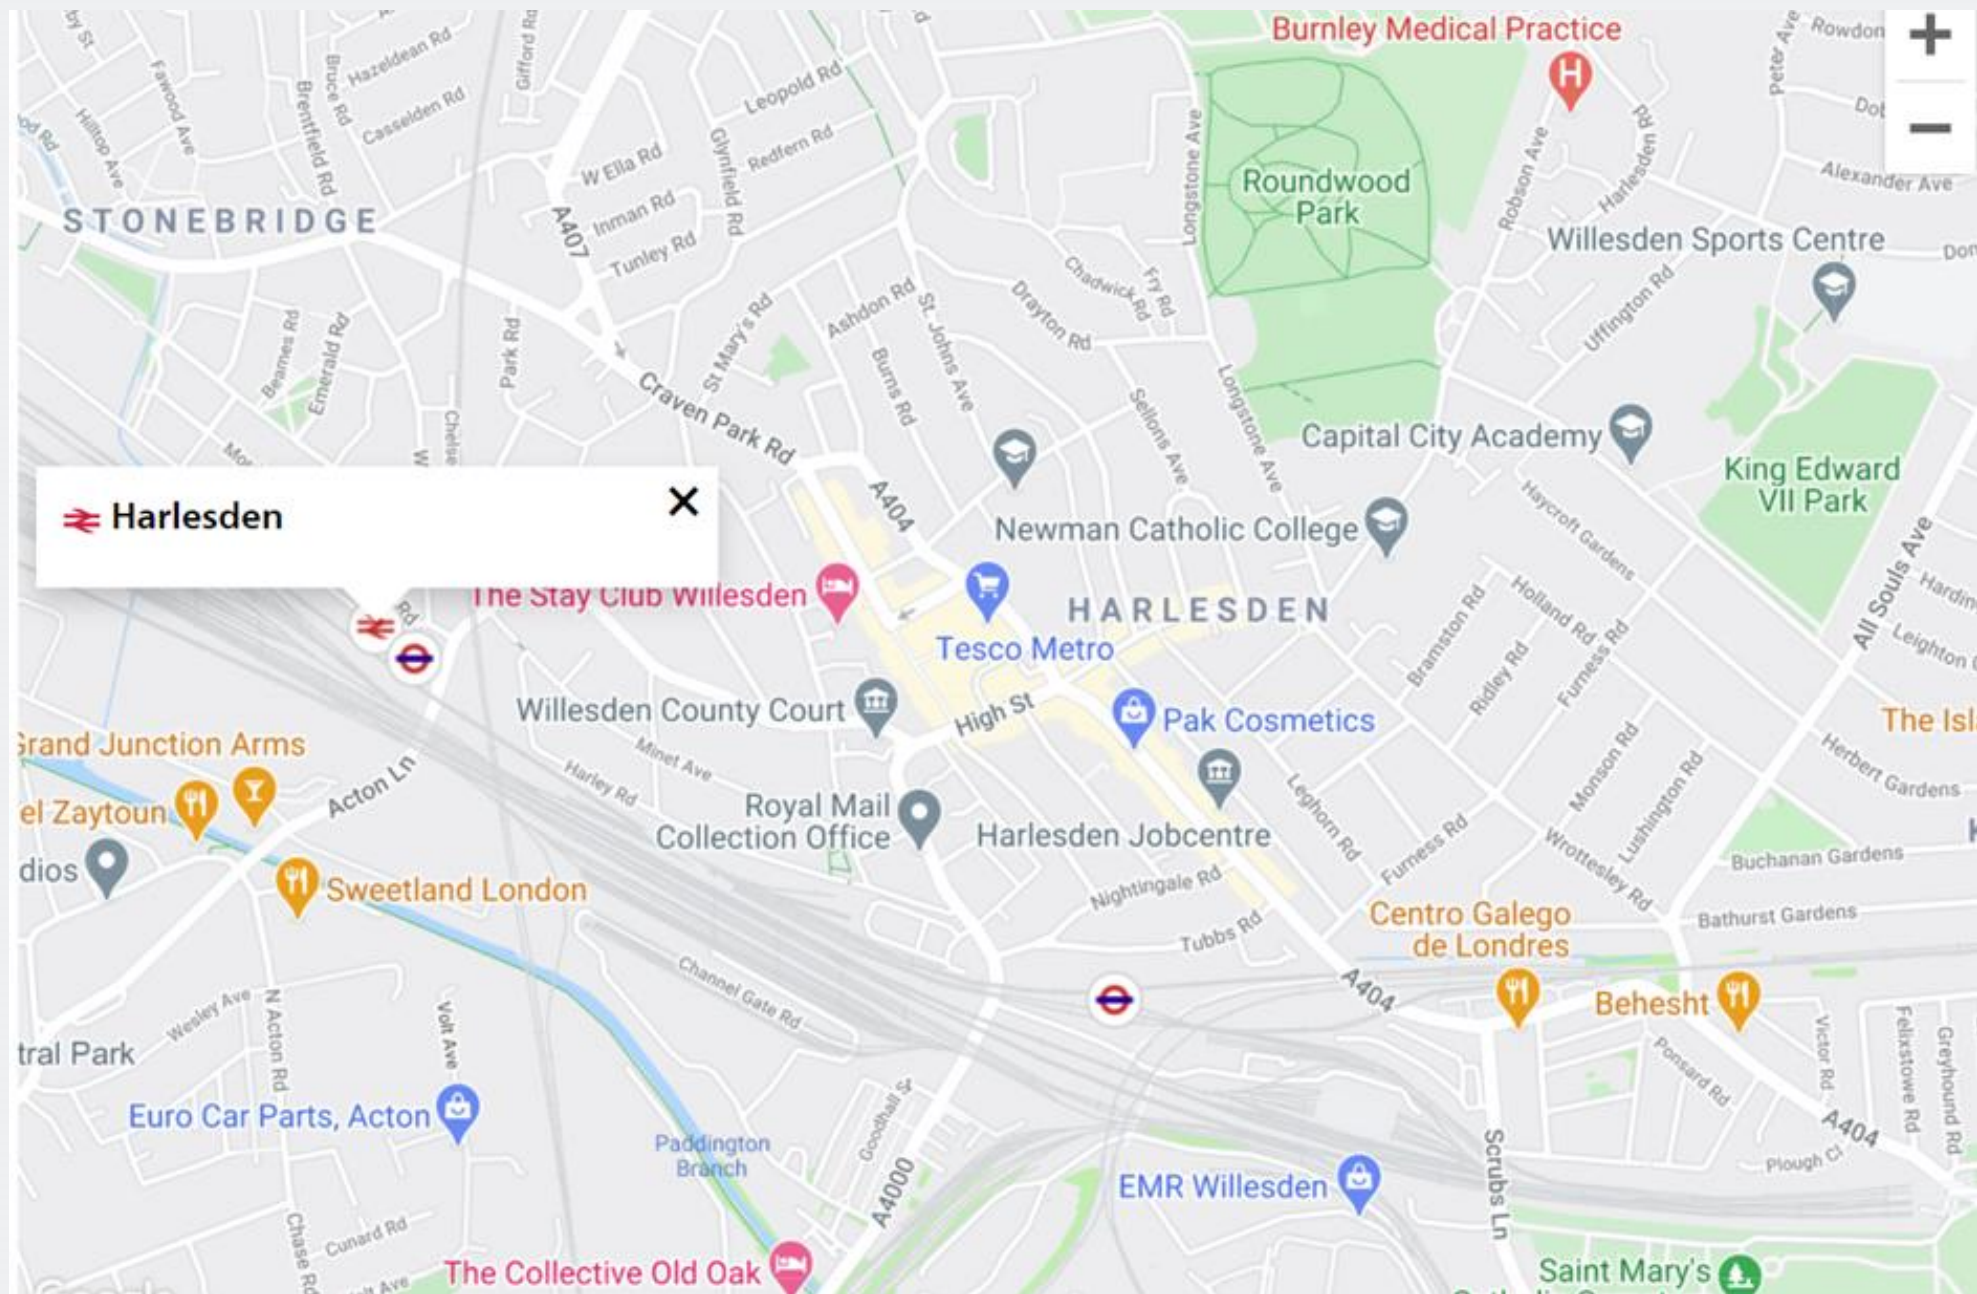 Burnley Medical Practice
Rowdon
Peter Ave
Hazeldean Rd
Gifford Rd
Bruce Rd
Fawood Ave
Brentfield Rd
Casselden Rd
Hilltop Ave
Leopold Rd
Redfern Rd
Glynfield Rd
W Ella Rd
Inman Rd
Tunley Rd
A407
STONEBRIDGE
Longstone Ave
Roundwood
Park
Robson Ave
Harlesden Rd
Alexander Ave
Willesden Sports Centre
Uffington Rd
Chadwick Rd
Fry Rd
Drayton Rd
Ashdon Rd
St. Johns Ave
St Mary's Rd
Burns Rd
Beames Rd
Emerald Rd
Park Rd
Craven Park Rd
Sellons Ave
Longstone Ave
Capital City Academy
King Edward
VII Park
Haycroft Gardens
All Souls Ave
A404
Newman Catholic College
Harlesden
Rd
The Stay Club Willesden
HARLESDEN
Tesco Metro
Bramston Rd
Holland Rd
Ridley Rd
Furness Rd
Willesden County Court
High St
Pak Cosmetics
The Isl
Minet Ave
Harley Rd
Grand Junction Arms
el Zaytoun
Acton Ln
Royal Mail
Collection Office
Harlesden Jobcentre
Leghorn Rd
Monson Rd
Lushington Rd
Herbert Gardens
Furness Rd
Wrottesley Rd
Buchanan Gardens
Bathurst Gardens
dios
Sweetland London
Nightingale Rd
Tubbs Rd
Centro Galego
de Londres
A404
Behesht
Channel Gate Rd
Wesley Ave
N Acton Rd
Volt Ave
tral Park
Victor Rd
Felixstowe Rd
Greyhound Rd
Ponsard Rd
A404
Plough Cl
Euro Car Parts, Acton
Goodhall St
Paddington
Branch
A4000
EMR Willesden
Scrubs Ln
Chase Rd
Cunard Rd
The Collective Old Oak
Saint Mary's